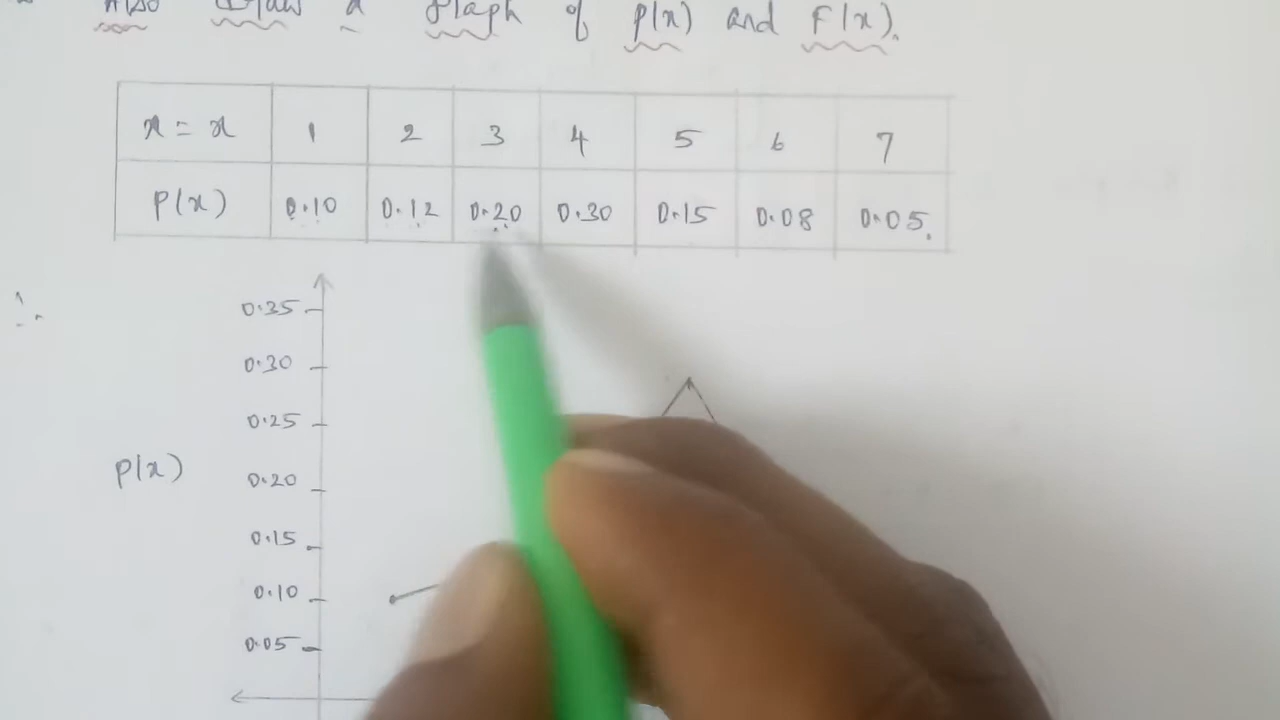 Also Draw a graph of P(x) and F(x).
x = x 1 2 3 4 5 6 7
P(x) 0.10 0.12 0.20 0.30 0.15 0.08 0.05.
∴
0.35
0.30
0.25
P(x)
0.20
0.15
0.10
0.05